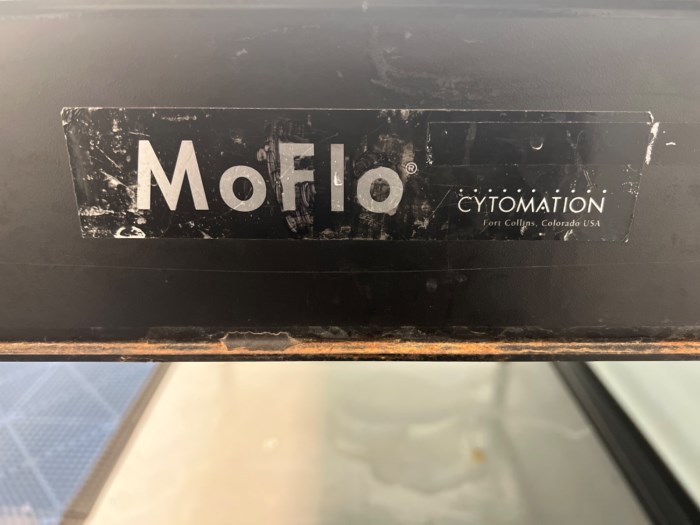 MoFlo®
CYTOMATION
Fort Collins, Colorado USA